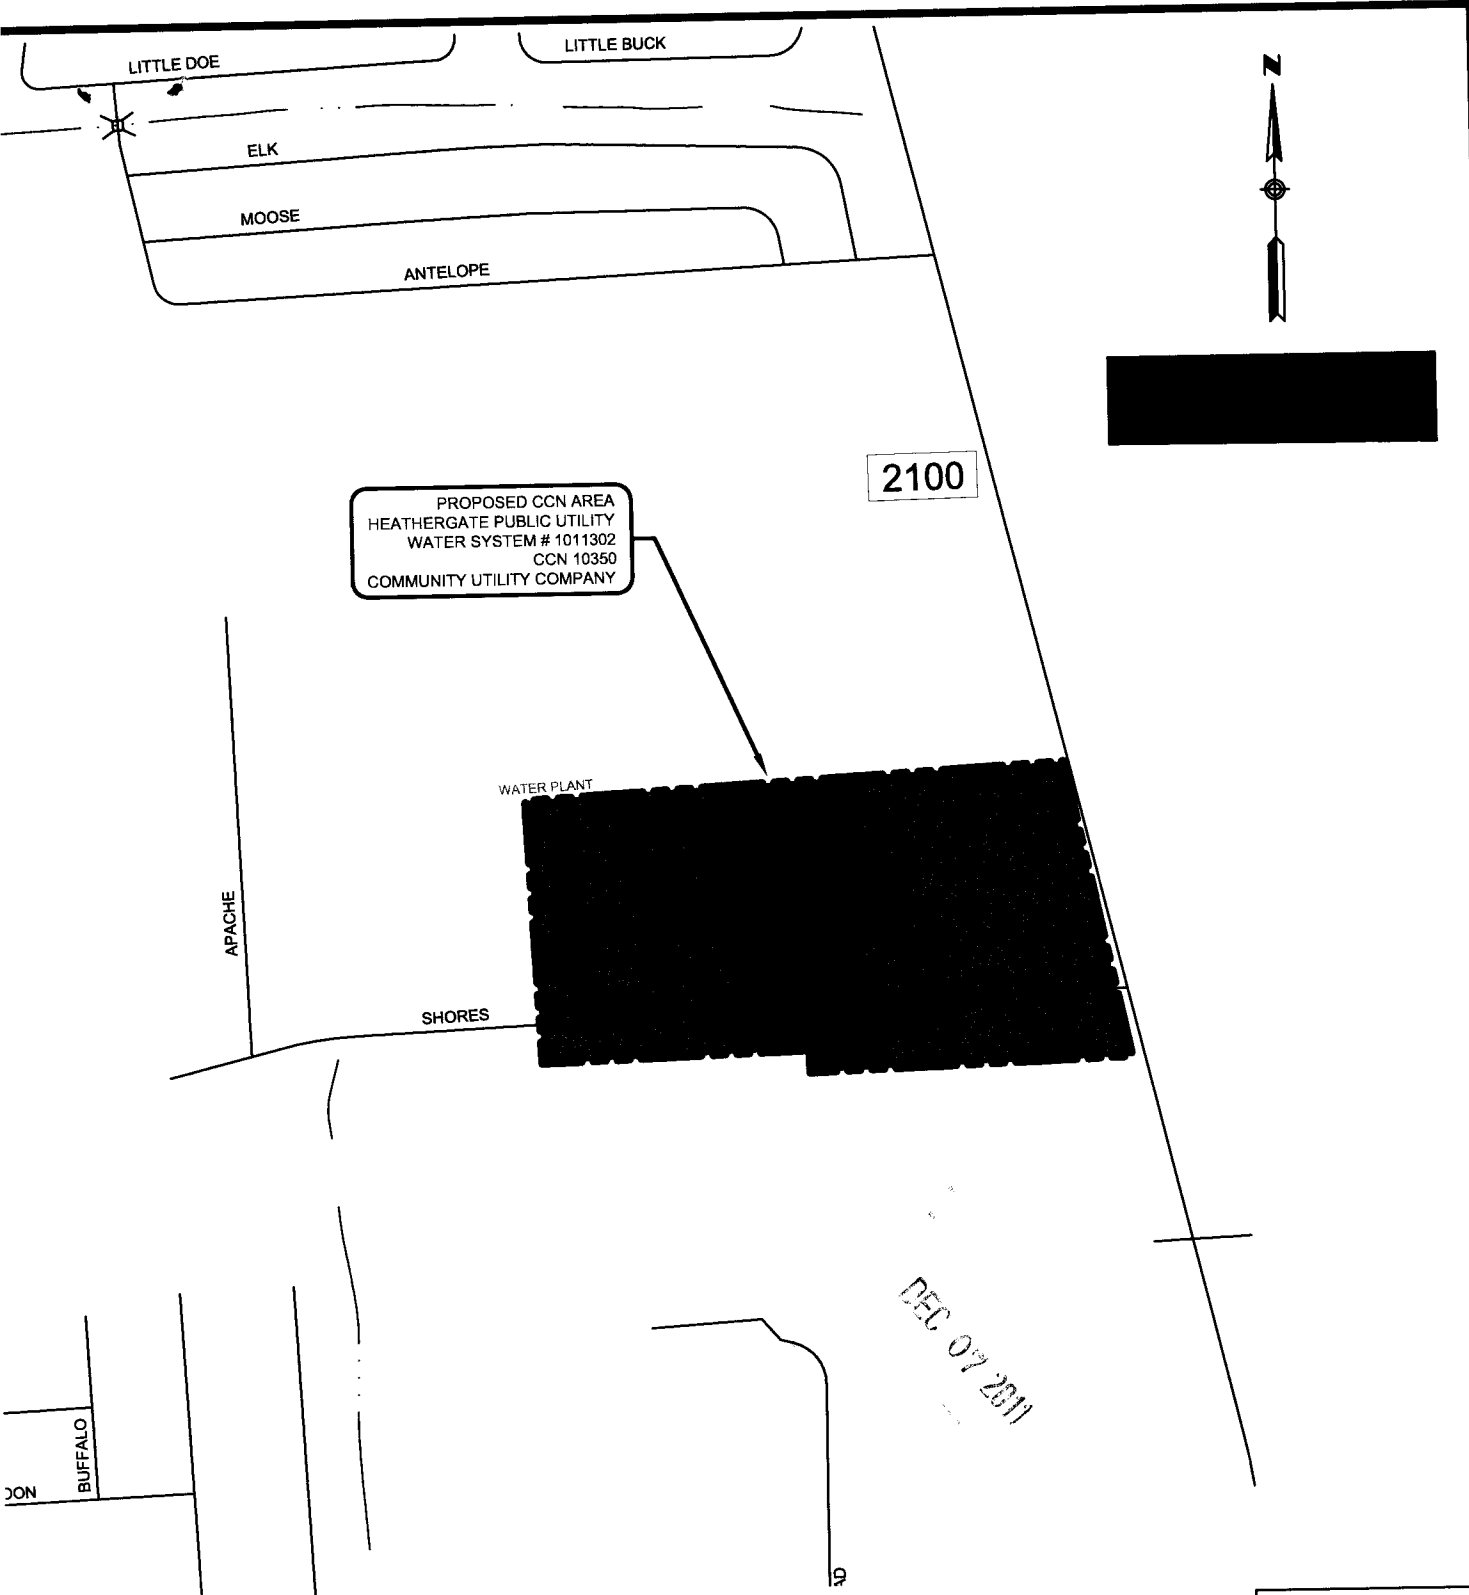 LITTLE DOE
LITTLE BUCK
N
ELK
MOOSE
ANTELOPE
2100
PROPOSED CCN AREA
HEATHERGATE PUBLIC UTILITY
WATER SYSTEM # 1011302
CCN 10350
COMMUNITY UTILITY COMPANY
WATER PLANT
APACHE
SHORES
DEC 07 2011
BUFFALO